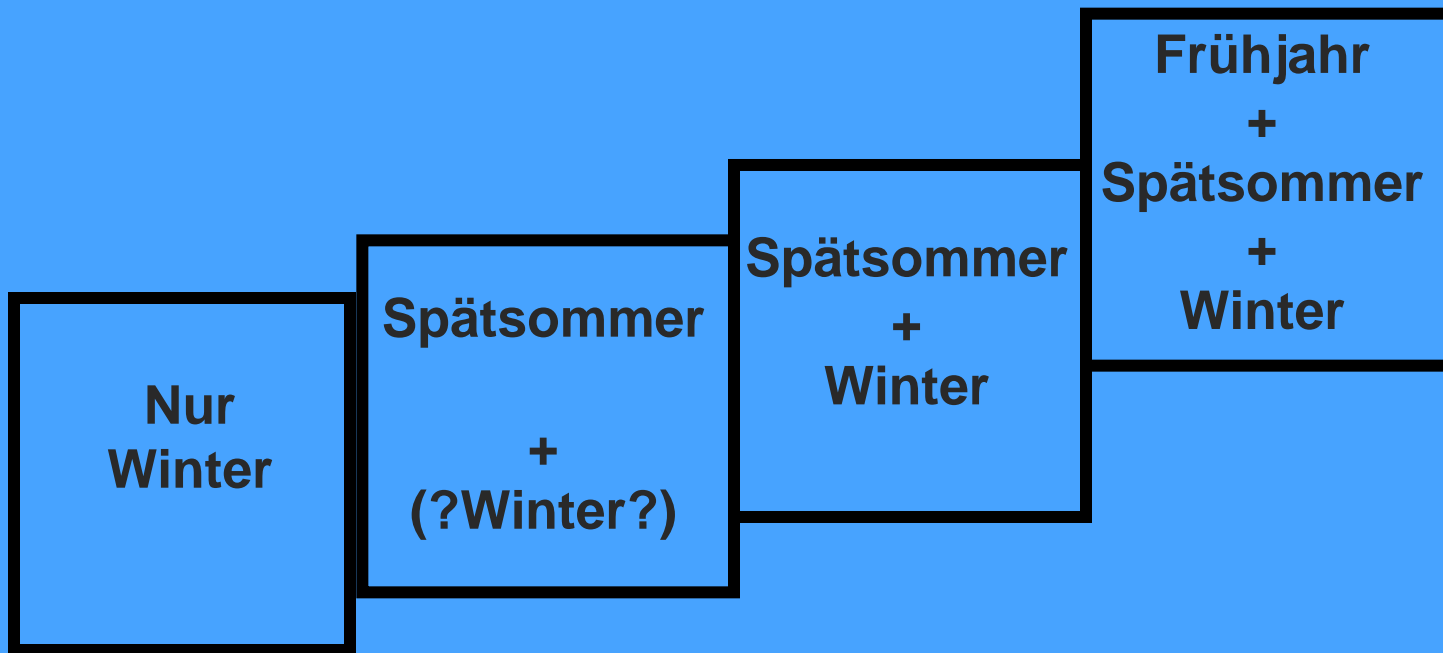 Nur
Winter
Spätsommer
+
(?Winter?)
Spätsommer
+
Winter
Frühjahr
+
Spätsommer
+
Winter